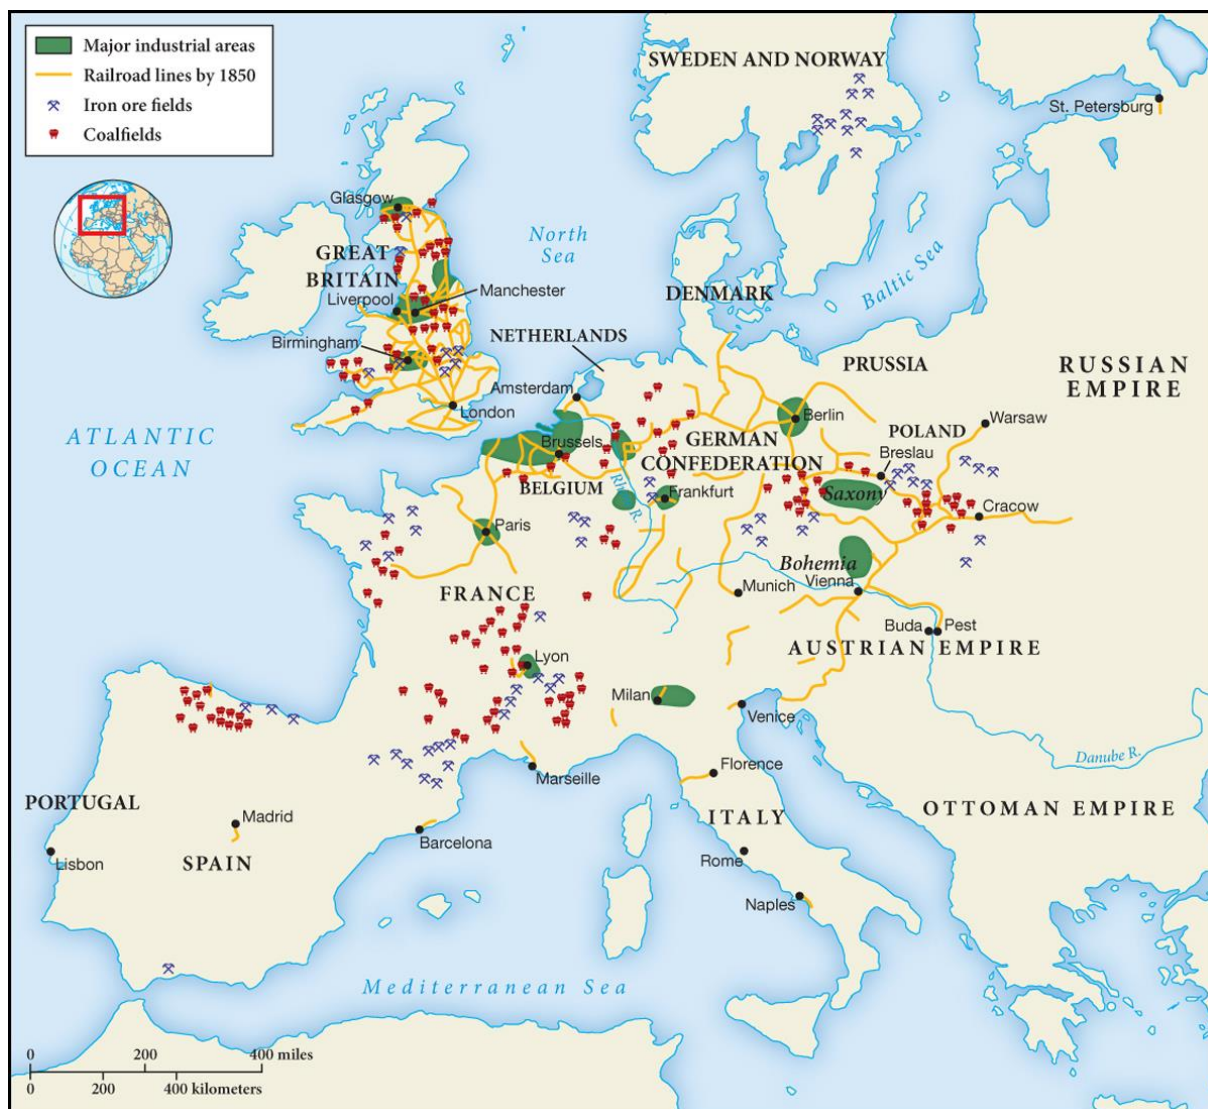 Major industrial areas
Railroad lines by 1850
Iron ore fields
Coalfields
SWEDEN AND NORWAY
St. Petersburg
Glasgow
North
Sea
GREAT
BRITAIN
Baltic Sea
Liverpool
Manchester
DENMARK
NETHERLANDS
Birmingham
PRUSSIA
RUSSIAN
EMPIRE
Amsterdam
London
Berlin
Warsaw
ATLANTIC
OCEAN
Brussels
GERMAN
CONFEDERATION
POLAND
Breslau
BELGIUM
Rhine R.
Frankfurt
Saxony
Cracow
Paris
Bohemia
Vienna
Munich
FRANCE
Buda
Pest
AUSTRIAN EMPIRE
Lyon
Milan
Venice
Danube R.
Marseille
Florence
PORTUGAL
Madrid
ITALY
OTTOMAN EMPIRE
Barcelona
Lisbon
SPAIN
Rome
Naples
Mediterranean Sea
0 200 400 miles
0 200 400 kilometers